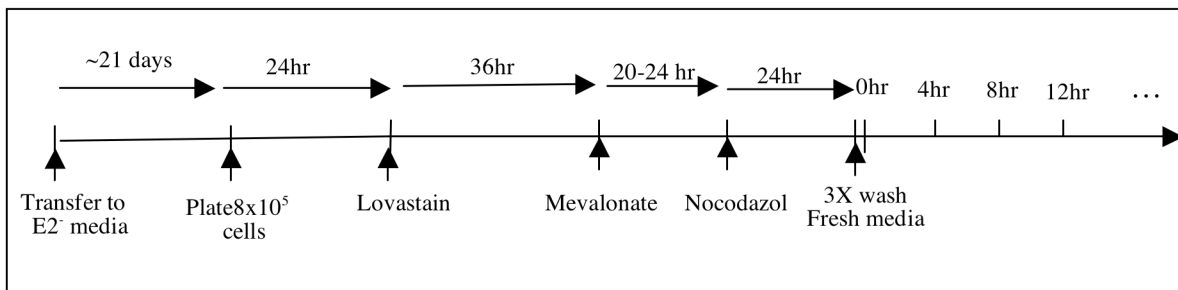 ~21 days
24hr
36hr
20-24 hr
24hr
0hr
4hr
8hr
12hr
...
Transfer to
E2⁻ media
Plate8x10⁵
cells
Lovastain
Mevalonate
Nocodazol
3X wash
Fresh media